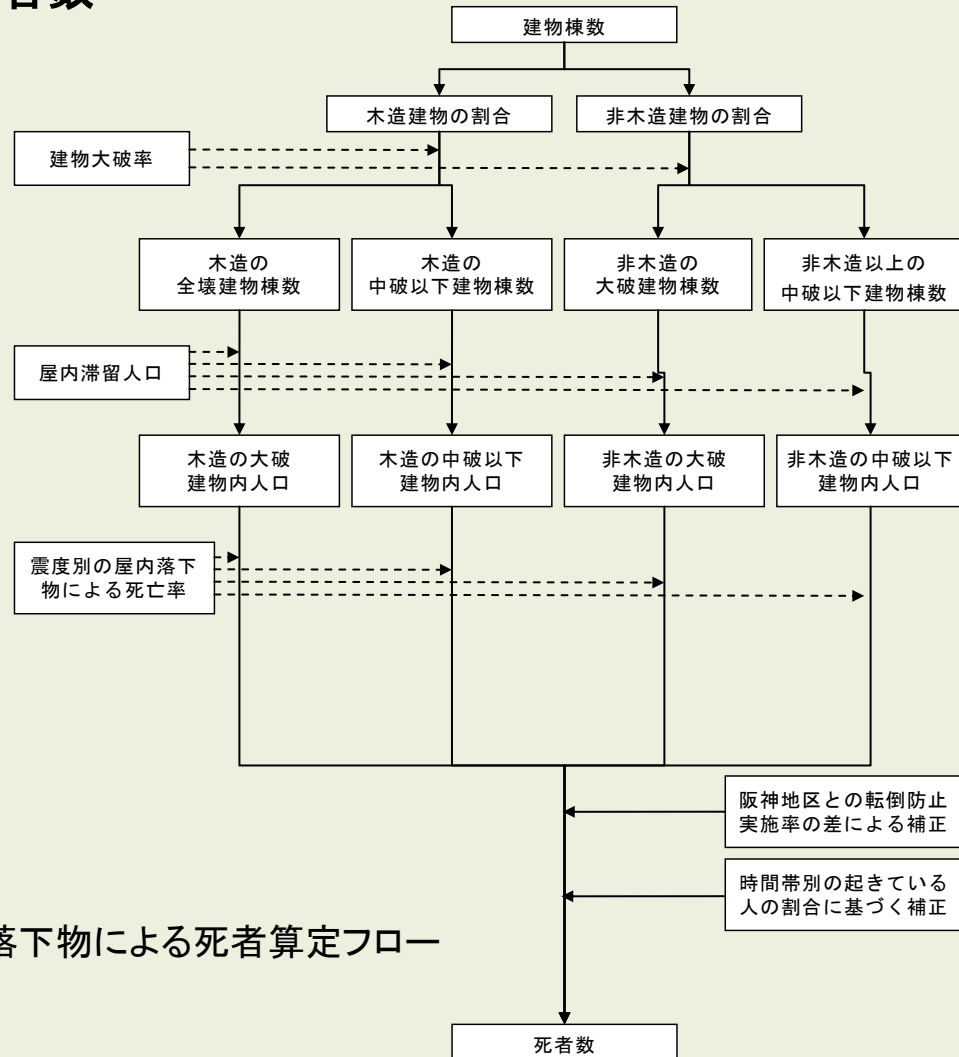 建物棟数
木造建物の割合
非木造建物の割合
建物大破率
木造の
全壊建物棟数
木造の
中破以下建物棟数
非木造の
大破建物棟数
非木造以上の
中破以下建物棟数
屋内滞留人口
木造の大破
建物内人口
木造の中破以下
建物内人口
非木造の大破
建物内人口
非木造の中破以下
建物内人口
震度別の屋内落下
物による死亡率
阪神地区との転倒防止
実施率の差による補正
時間帯別の起きている
人の割合に基づく補正
落下物による死者算定フロー
死者数